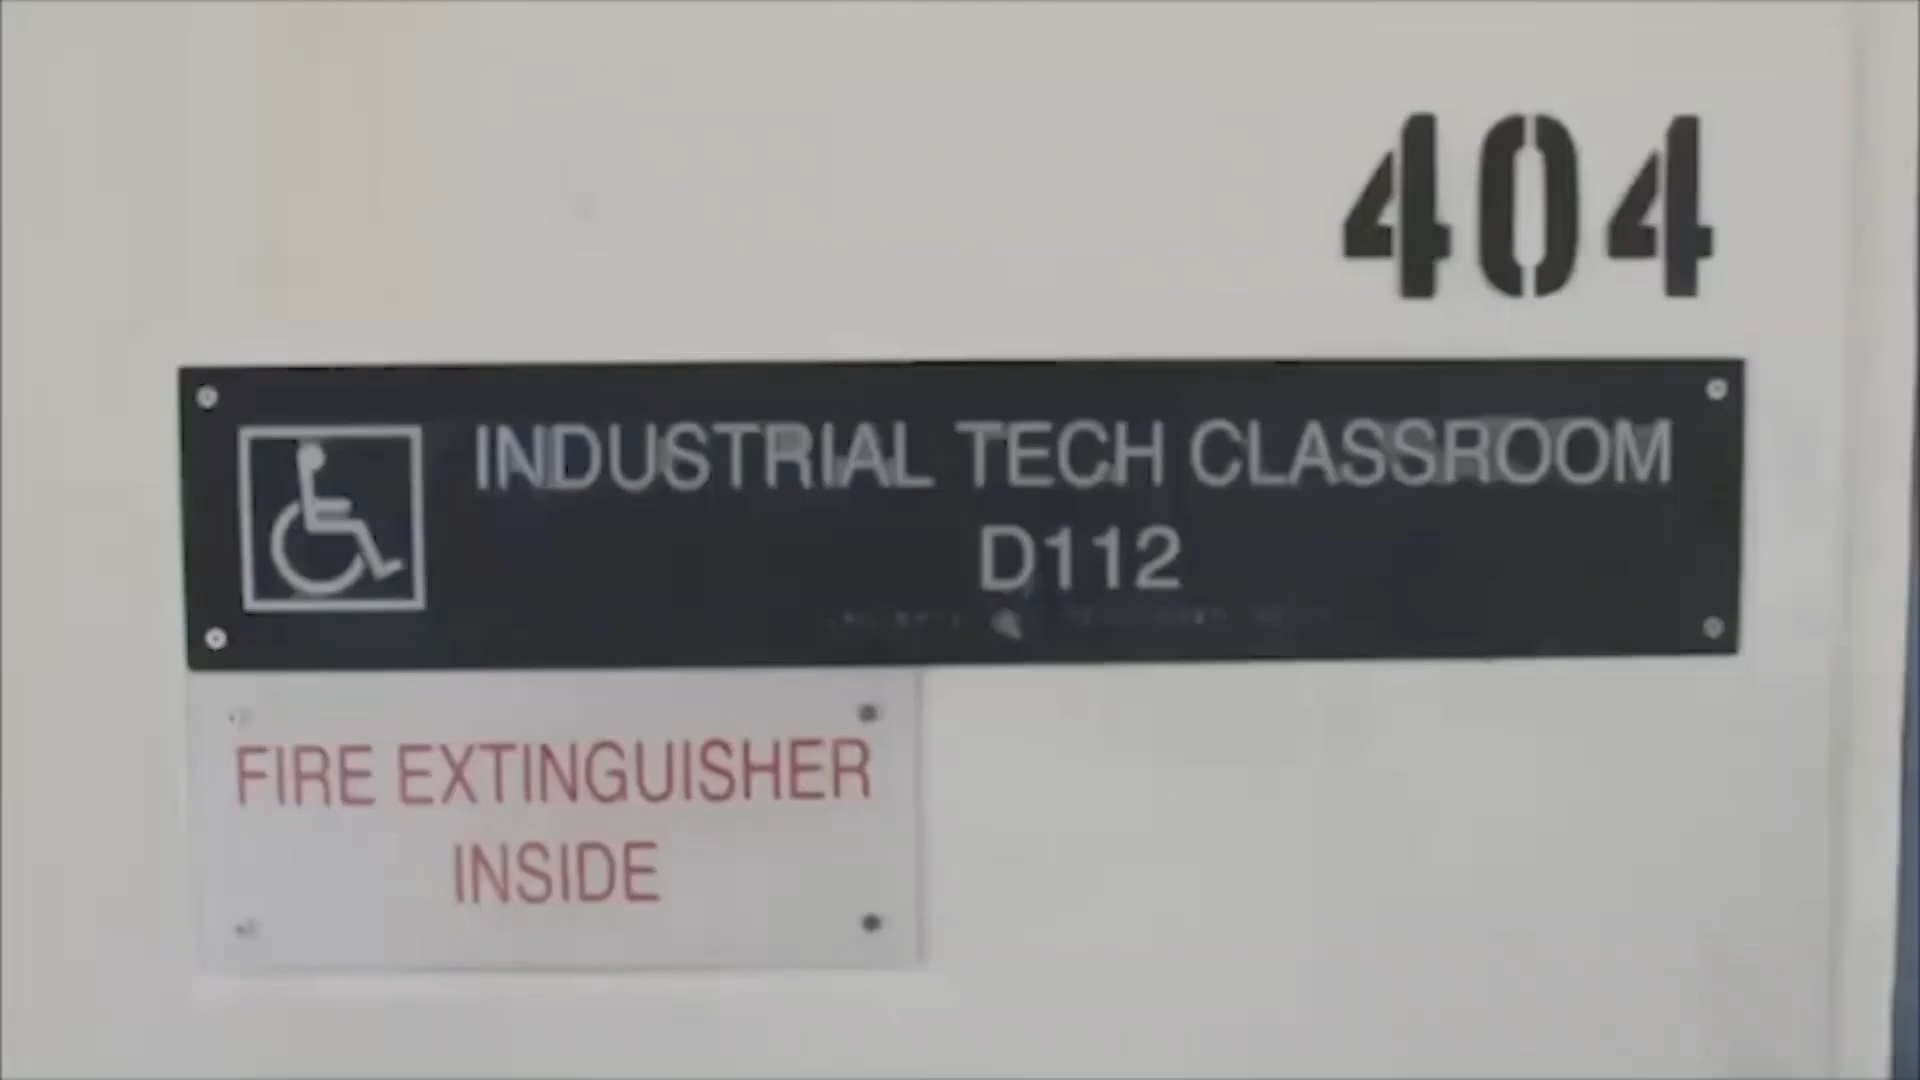 404
INDUSTRIAL TECH CLASSROOM
D112
FIRE EXTINGUISHER
INSIDE